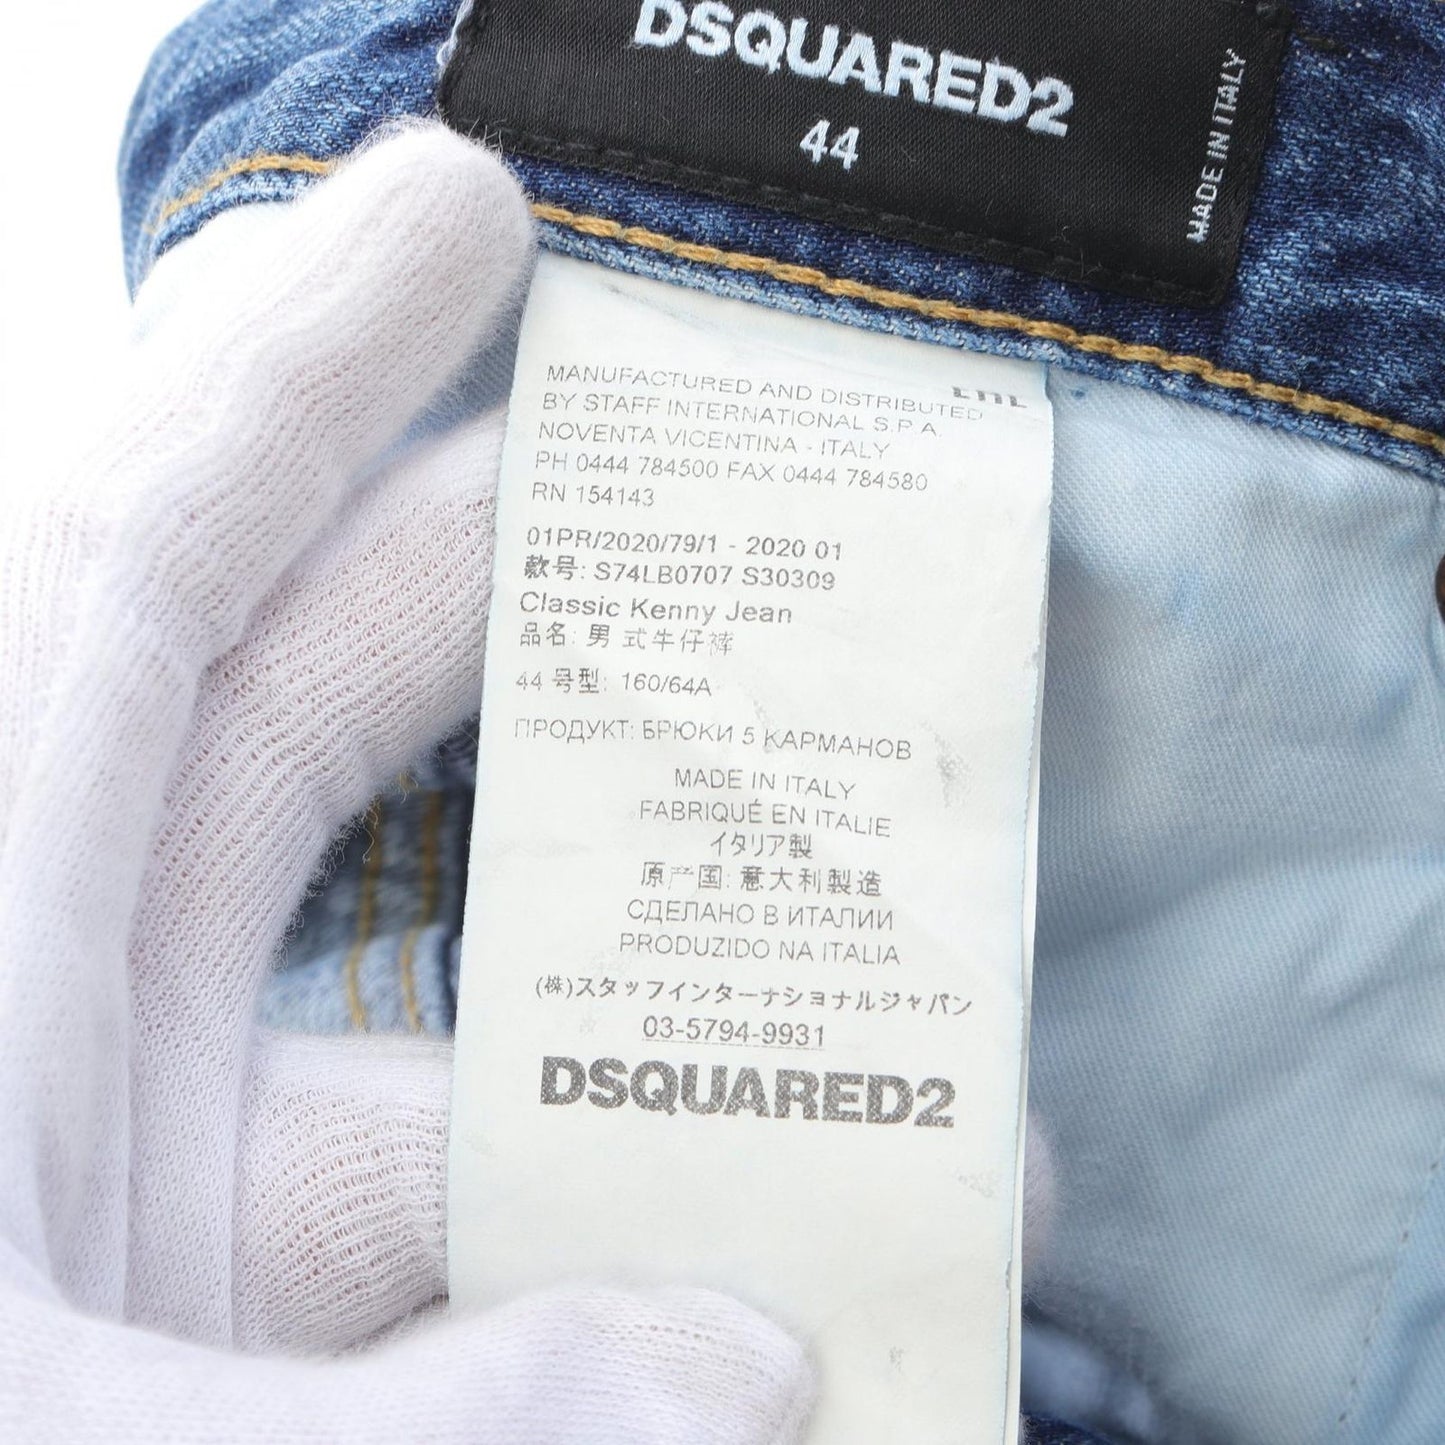 DSQUARED2
44
MADE IN ITALY
MANUFACTURED AND DISTRIBUTED
BY STAFF INTERNATIONAL S.P.A.
NOVENTA VICENTINA - ITALY
PH 0444 784500 FAX 0444 784580
RN 154143
01PR/2020/79/1 - 2020 01
款号: S74LB0707 S30309
Classic Kenny Jean
品名: 男 式牛仔裤
44 号型: 160/64A
ПРОДУКТ: БРЮКИ 5 КАРМАНОВ
MADE IN ITALY
FABRIQUÉ EN ITALIE
イタリア製
原产国: 意大利製造
СДЕЛАНО В ИТАЛИИ
PRODUZIDO NA ITALIA
(株)スタッフインターナショナルジャパン
03-5794-9931
DSQUARED2